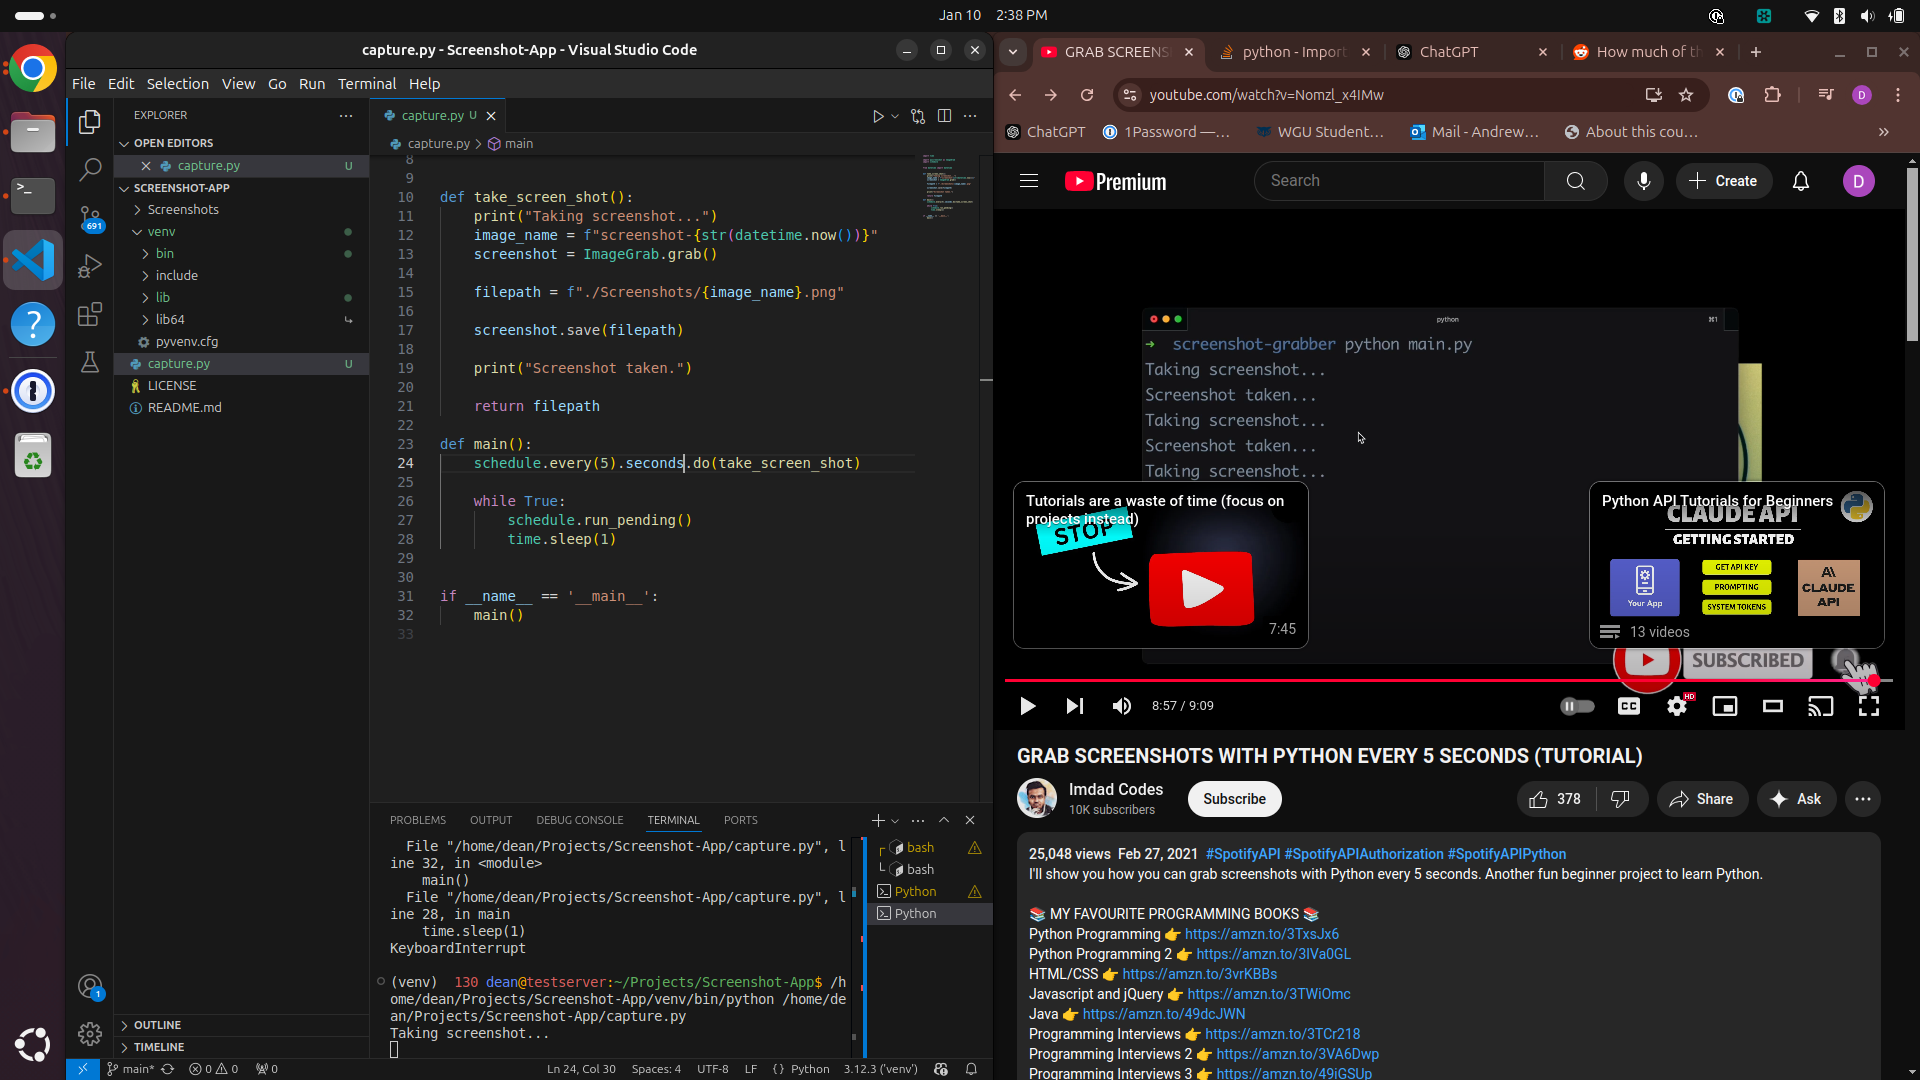 Jan 10 2:38 PM
capture.py - Screenshot-App - Visual Studio Code
File Edit Selection View Go Run Terminal Help
EXPLORER
OPEN EDITORS
capture.py U
SCREENSHOT-APP
Screenshots
venv
bin
include
lib
lib64
pyvenv.cfg
capture.py U
LICENSE
README.md
OUTLINE
TIMELINE
691
1
capture.py U
capture.py > main
8
9
10 def take_screen_shot():
11 print("Taking screenshot...")
12 image_name = f"screenshot-{str(datetime.now())}"
13 screenshot = ImageGrab.grab()
14
15 filepath = f"./Screenshots/{image_name}.png"
16
17 screenshot.save(filepath)
18
19 print("Screenshot taken.")
20
21 return filepath
22
23 def main():
24 schedule.every(5).seconds.do(take_screen_shot)
25
26 while True:
27 schedule.run_pending()
28 time.sleep(1)
29
30
31 if __name__ == '__main__':
32 main()
33
PROBLEMS OUTPUT DEBUG CONSOLE TERMINAL PORTS
File "/home/dean/Projects/Screenshot-App/capture.py", l
ine 32, in <module>
main()
File "/home/dean/Projects/Screenshot-App/capture.py", l
ine 28, in main
time.sleep(1)
KeyboardInterrupt
(venv) 130 dean@testserver:~/Projects/Screenshot-App$ /h
ome/dean/Projects/Screenshot-App/venv/bin/python /home/de
an/Projects/Screenshot-App/capture.py
Taking screenshot...
bash
bash
Python
Python
main* 0 0 0 Ln 24, Col 30 Spaces: 4 UTF-8 LF {} Python 3.12.3 ('venv')
GRAB SCREENS
python - Import
ChatGPT
How much of th
youtube.com/watch?v=Nomzl_x4IMw
D
ChatGPT 1Password —... WGU Student... Mail - Andrew... About this cou...
Premium
Search
Create
D
python
⌘1
➜ screenshot-grabber python main.py
Taking screenshot...
Screenshot taken...
Taking screenshot...
Screenshot taken...
Taking screenshot...
Tutorials are a waste of time (focus on
projects instead)
STOP
7:45
Python API Tutorials for Beginners
CLAUDE API
GETTING STARTED
Your App
GET API KEY
PROMPTING
SYSTEM TOKENS
A\
CLAUDE
API
13 videos
SUBSCRIBED
8:57 / 9:09
CC
HD
GRAB SCREENSHOTS WITH PYTHON EVERY 5 SECONDS (TUTORIAL)
Imdad Codes
10K subscribers
Subscribe
378
Share
Ask
25,048 views Feb 27, 2021 #SpotifyAPI #SpotifyAPIAuthorization #SpotifyAPIPython
I'll show you how you can grab screenshots with Python every 5 seconds. Another fun beginner project to learn Python.
📚 MY FAVOURITE PROGRAMMING BOOKS 📚
Python Programming 👉 https://amzn.to/3TxsJx6
Python Programming 2 👉 https://amzn.to/3IVa0GL
HTML/CSS 👉 https://amzn.to/3vrKBBs
Javascript and jQuery 👉 https://amzn.to/3TWiOmc
Java 👉 https://amzn.to/49dcJWN
Programming Interviews 👉 https://amzn.to/3TCr218
Programming Interviews 2 👉 https://amzn.to/3VA6Dwp
Programming Interviews 3 👉 https://amzn.to/49iGSUp